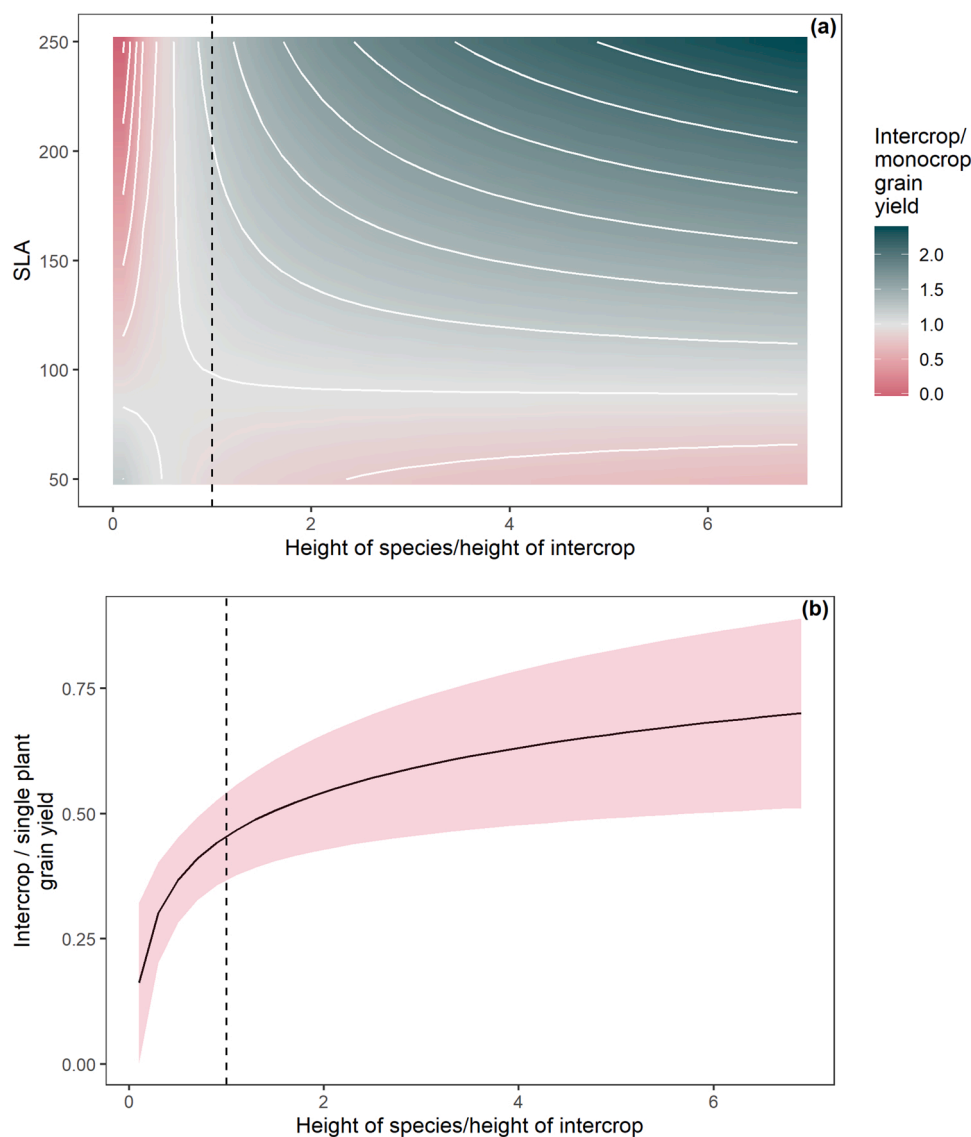 (a)
250
200
150
100
50
SLA
0
2
4
6
Height of species/height of intercrop
Intercrop/
monocrop
grain
yield
2.0
1.5
1.0
0.5
0.0
(b)
0.75
0.50
0.25
0.00
Intercrop / single plant
grain yield
0
2
4
6
Height of species/height of intercrop